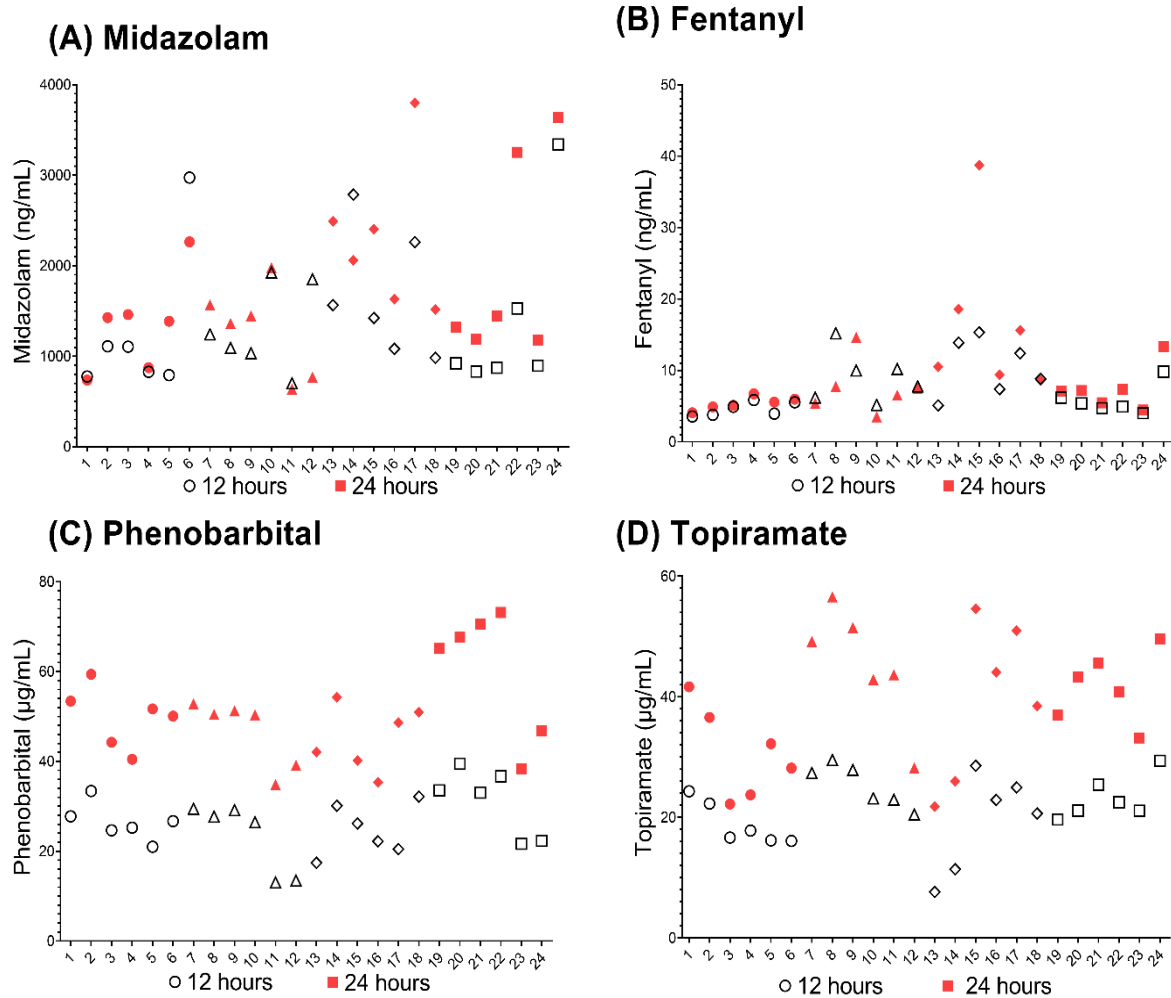 (A) Midazolam
Midazolam (ng/mL)
4000
3000
2000
1000
0
1 2 3 4 5 6 7 8 9 10 11 12 13 14 15 16 17 18 19 20 21 22 23 24
12 hours 24 hours
(B) Fentanyl
Fentanyl (ng/mL)
50
40
30
20
10
0
1 2 3 4 5 6 7 8 9 10 11 12 13 14 15 16 17 18 19 20 21 22 23 24
12 hours 24 hours
(C) Phenobarbital
Phenobarbital (µg/mL)
80
60
40
20
0
1 2 3 4 5 6 7 8 9 10 11 12 13 14 15 16 17 18 19 20 21 22 23 24
12 hours 24 hours
(D) Topiramate
Topiramate (µg/mL)
60
40
20
0
1 2 3 4 5 6 7 8 9 10 11 12 13 14 15 16 17 18 19 20 21 22 23 24
12 hours 24 hours